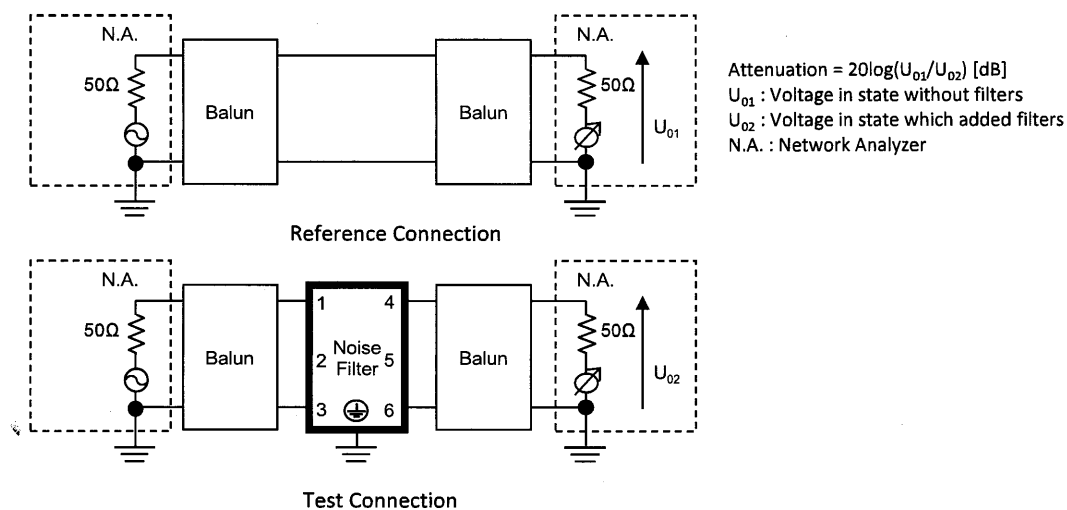 N.A.
50Ω
Balun
Balun
N.A.
50Ω
U01
Attenuation = 20log(U01/U02) [dB]
U01 : Voltage in state without filters
U02 : Voltage in state which added filters
N.A. : Network Analyzer
Reference Connection
N.A.
50Ω
Balun
1
4
2
Noise
Filter
5
3
6
Balun
N.A.
50Ω
U02
Test Connection